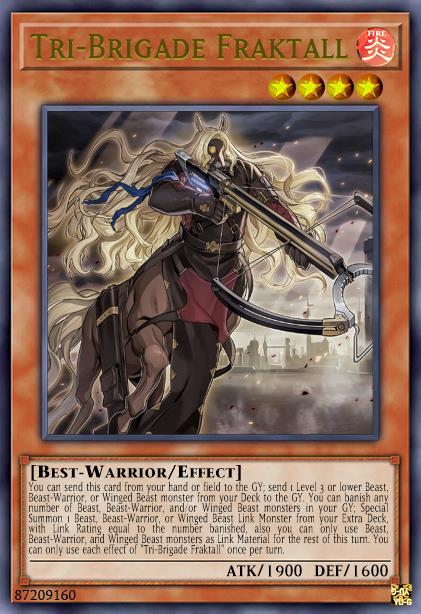 Tri-Brigade Fraktall
FIRE
炎
[Best-Warrior/Effect]
You can send this card from your hand or field to the GY; send 1 Level 3 or lower Beast,
Beast-Warrior, or Winged Beast monster from your Deck to the GY. You can banish any
number of Beast, Beast-Warrior, and/or Winged Beast monsters in your GY; Special
Summon 1 Beast, Beast-Warrior, or Winged Beast Link Monster from your Extra Deck,
with Link Rating equal to the number banished, also you can only use Beast,
Beast-Warrior, and Winged Beast monsters as Link Material for the rest of this turn. You
can only use each effect of "Tri-Brigade Fraktall" once per turn.
ATK/1900 DEF/1600
87209160